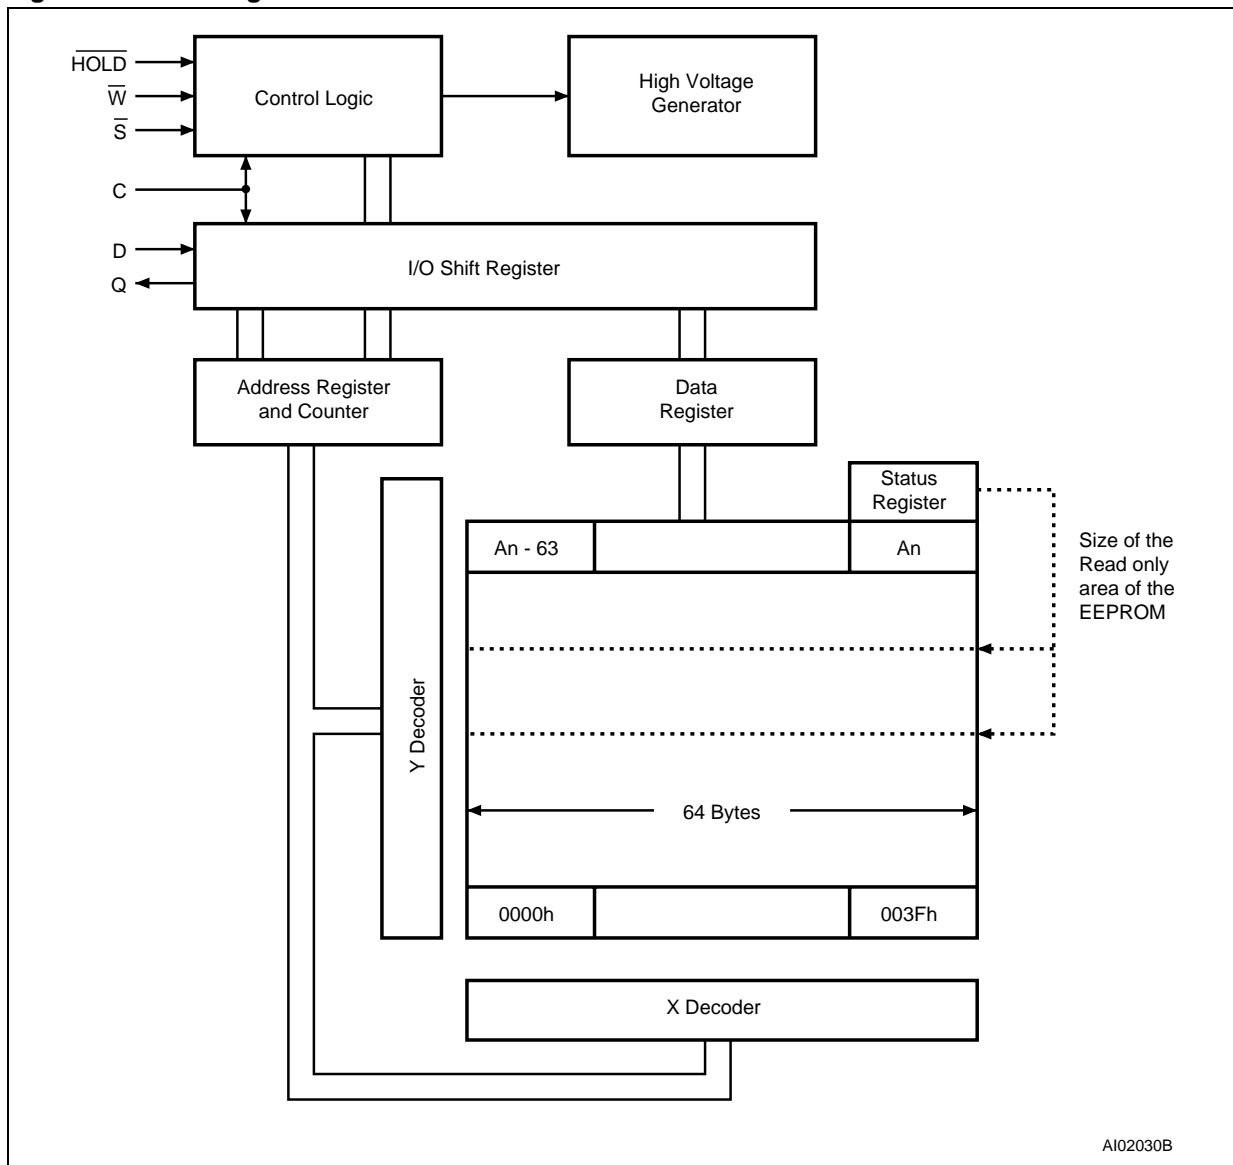 HOLD
W
S
C
D
Q
Control Logic
High Voltage
Generator
I/O Shift Register
Address Register
and Counter
Data
Register
Status
Register
An - 63
An
Size of the
Read only
area of the
EEPROM
Y Decoder
64 Bytes
0000h
003Fh
X Decoder
AI02030B